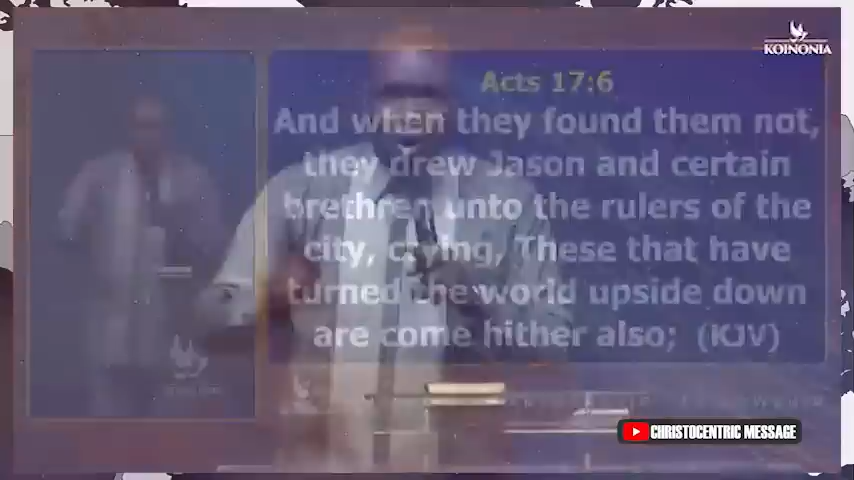 KOINONIA
Acts 17:6
And when they found them not,
they drew Jason and certain
brethren unto the rulers of the
city, crying, These that have
turned the world upside down
are come hither also; (KJV)
CHRISTOCENTRIC MESSAGE